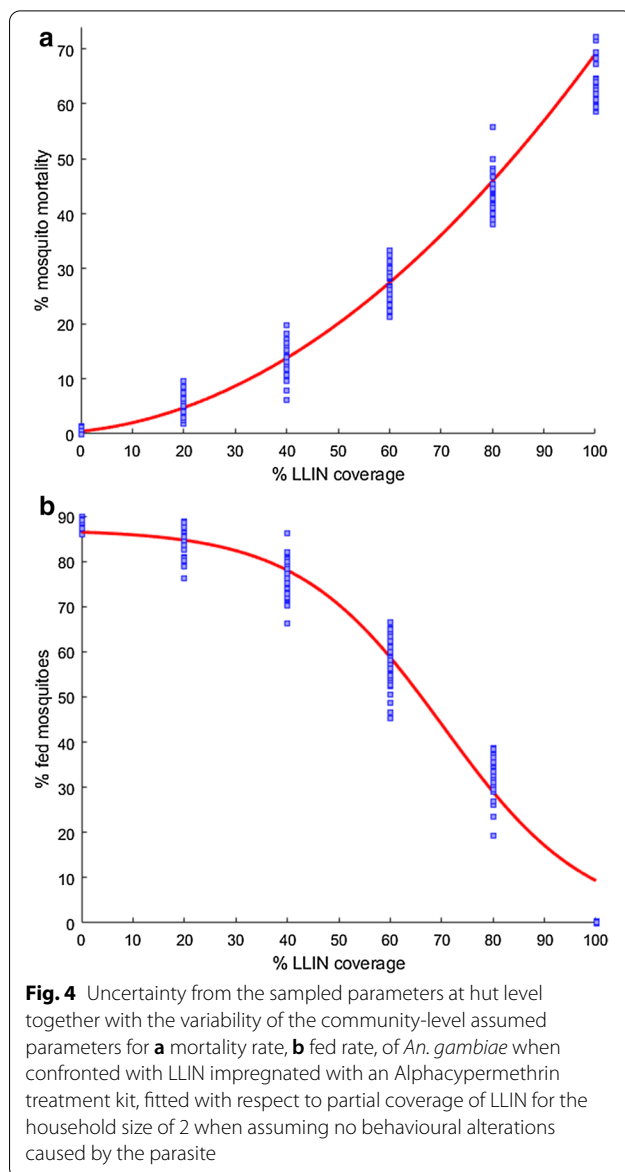 a
70
60
50
40
30
20
10
0
% mosquito mortality
0 10 20 30 40 50 60 70 80 90 100
% LLIN coverage
b
90
80
70
60
50
40
30
20
10
0
% fed mosquitoes
0 10 20 30 40 50 60 70 80 90 100
% LLIN coverage
Fig. 4 Uncertainty from the sampled parameters at hut level
together with the variability of the community-level assumed
parameters for a mortality rate, b fed rate, of An. gambiae when
confronted with LLIN impregnated with an Alphacypermethrin
treatment kit, fitted with respect to partial coverage of LLIN for the
household size of 2 when assuming no behavioural alterations
caused by the parasite